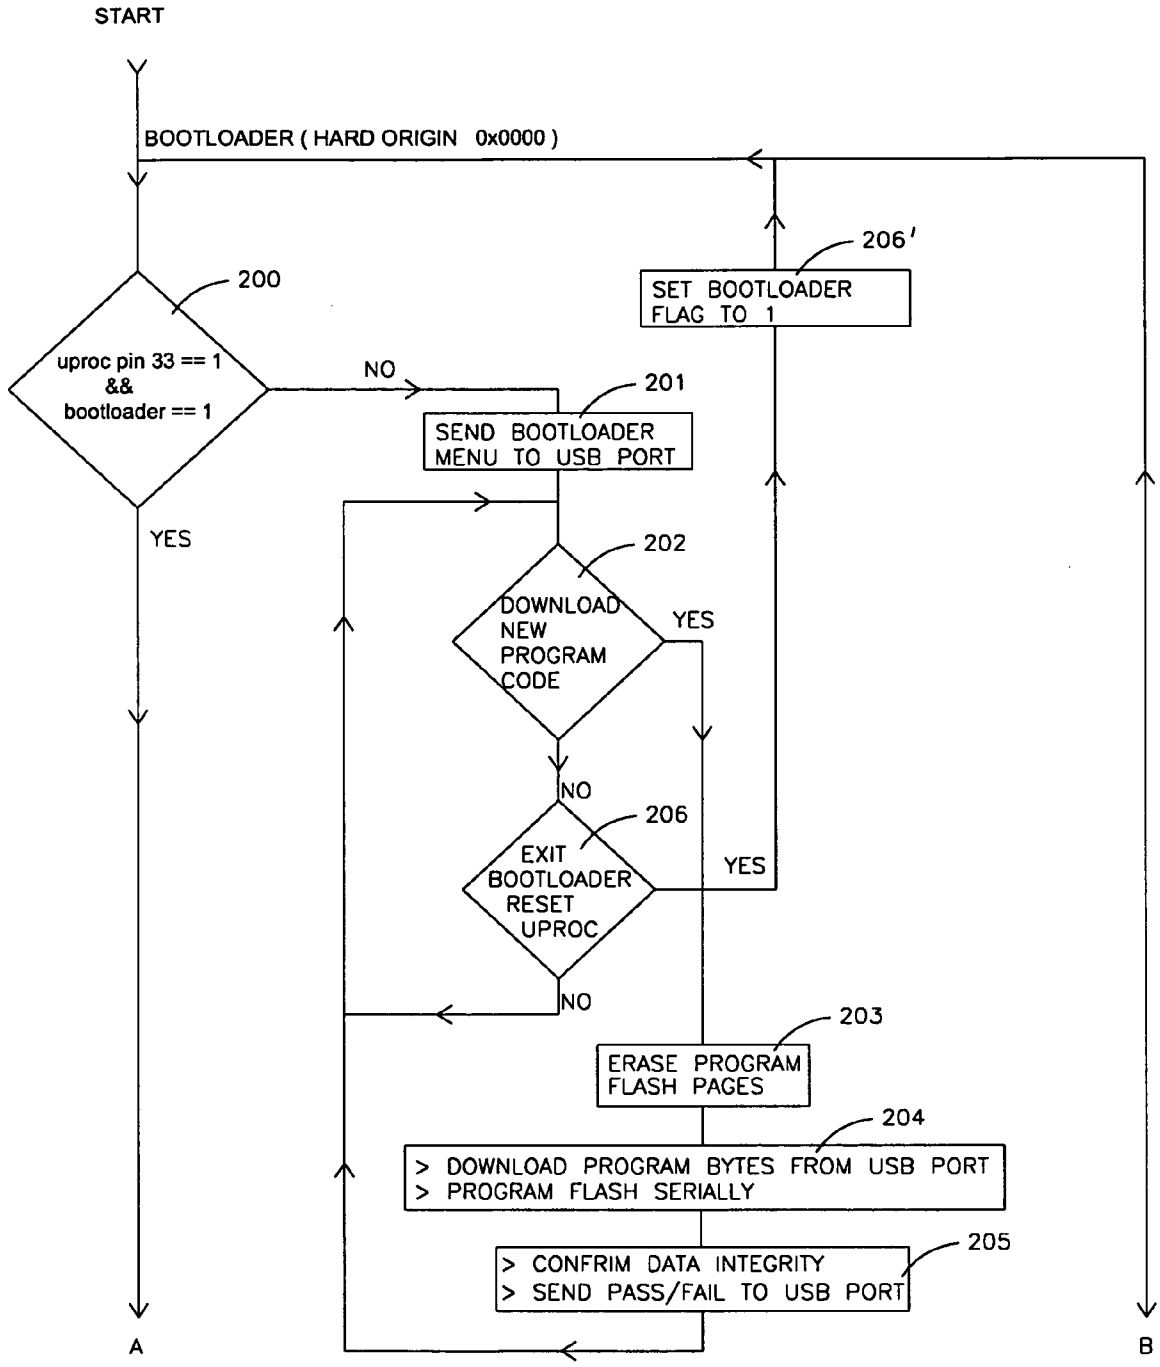 START
BOOTLOADER ( HARD ORIGIN 0x0000 )
206'
SET BOOTLOADER
FLAG TO 1
200
uproc pin 33 == 1
&&
bootloader == 1
NO
201
SEND BOOTLOADER
MENU TO USB PORT
YES
202
DOWNLOAD
NEW
PROGRAM
CODE
YES
NO
206
EXIT
BOOTLOADER
RESET
UPROC
YES
NO
203
ERASE PROGRAM
FLASH PAGES
204
> DOWNLOAD PROGRAM BYTES FROM USB PORT
> PROGRAM FLASH SERIALLY
205
> CONFRIM DATA INTEGRITY
> SEND PASS/FAIL TO USB PORT
A
B